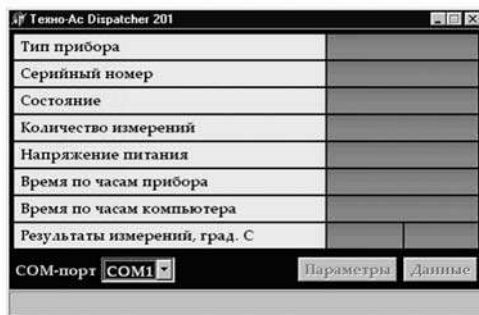 Техно-Ас Dispatcher 201
Тип прибора
Серийный номер
Состояние
Количество измерений
Напряжение питания
Время по часам прибора
Время по часам компьютера
Результаты измерений, град. С
COM-порт COM1 Параметры Данные